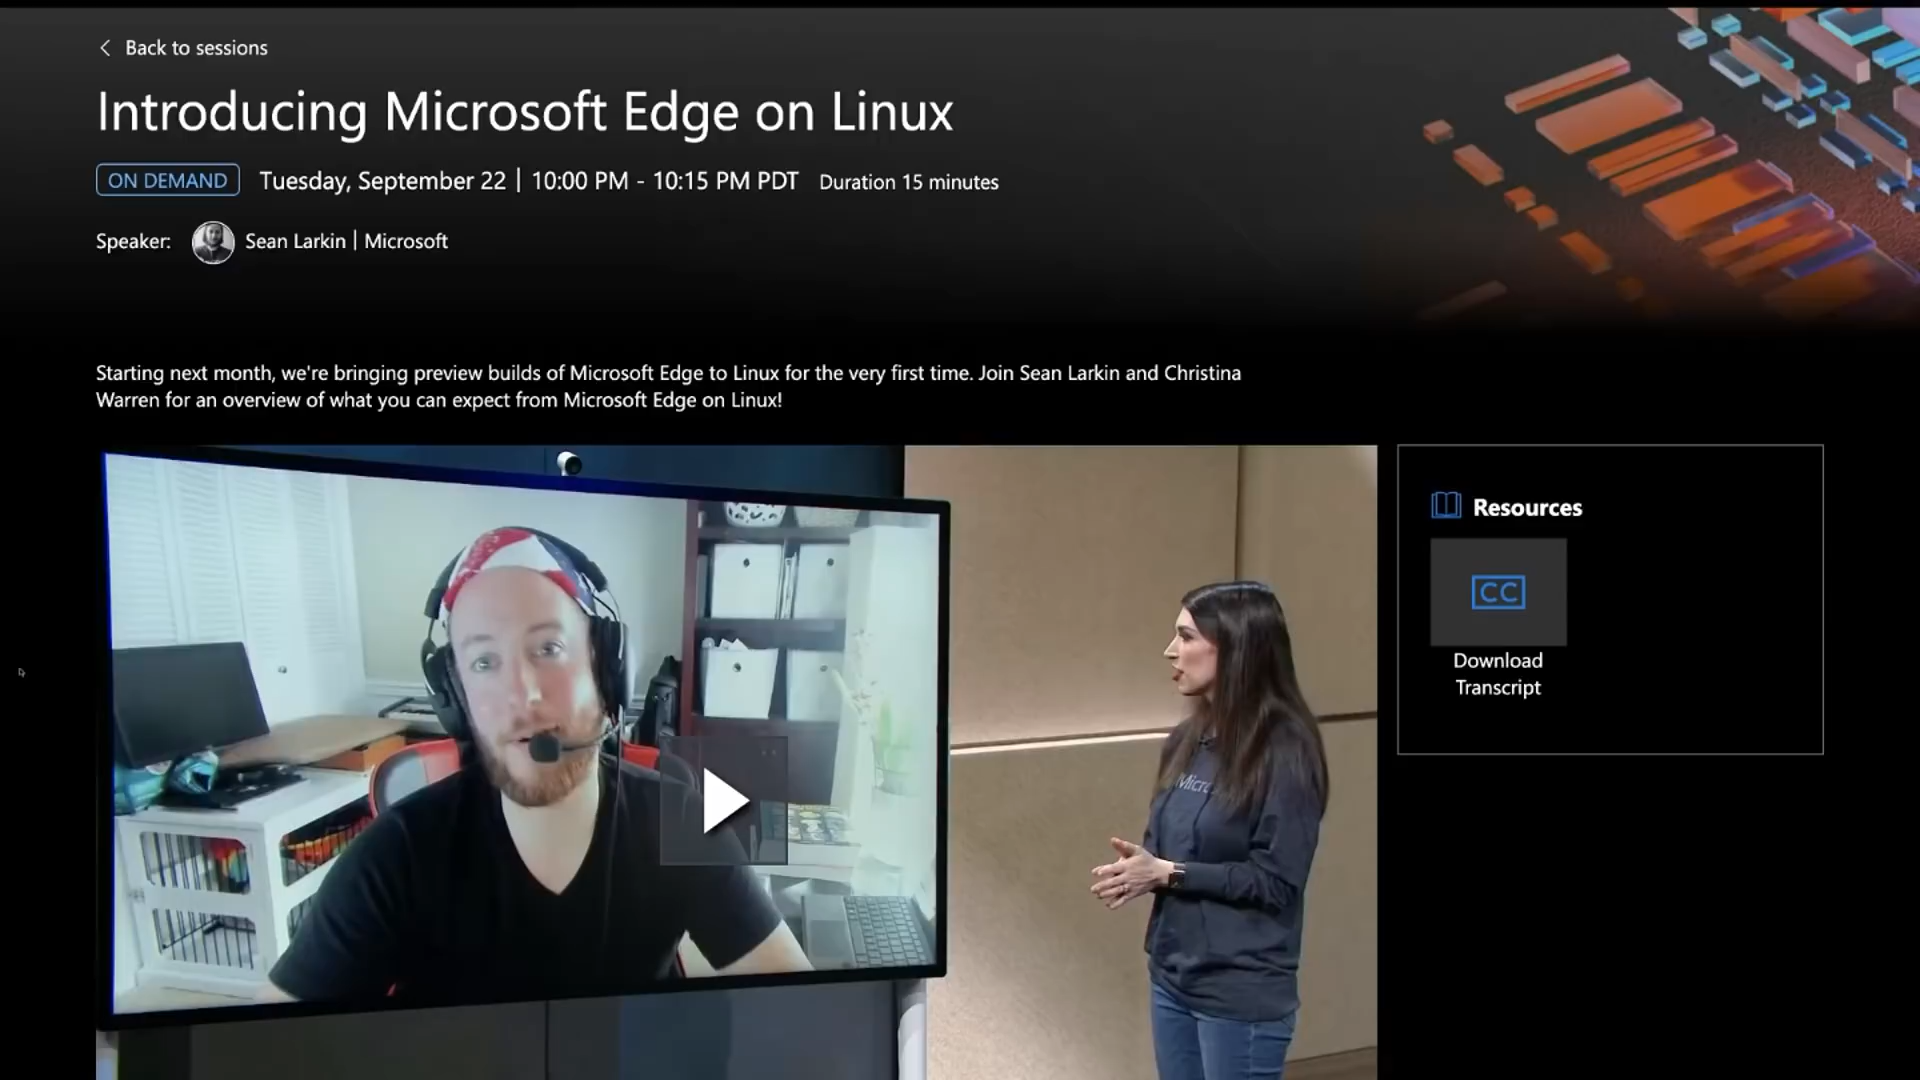 Back to sessions
Introducing Microsoft Edge on Linux
ON DEMAND Tuesday, September 22 | 10:00 PM - 10:15 PM PDT Duration 15 minutes
Speaker: Sean Larkin | Microsoft
Starting next month, we're bringing preview builds of Microsoft Edge to Linux for the very first time. Join Sean Larkin and Christina
Warren for an overview of what you can expect from Microsoft Edge on Linux!
Resources
CC
Download
Transcript